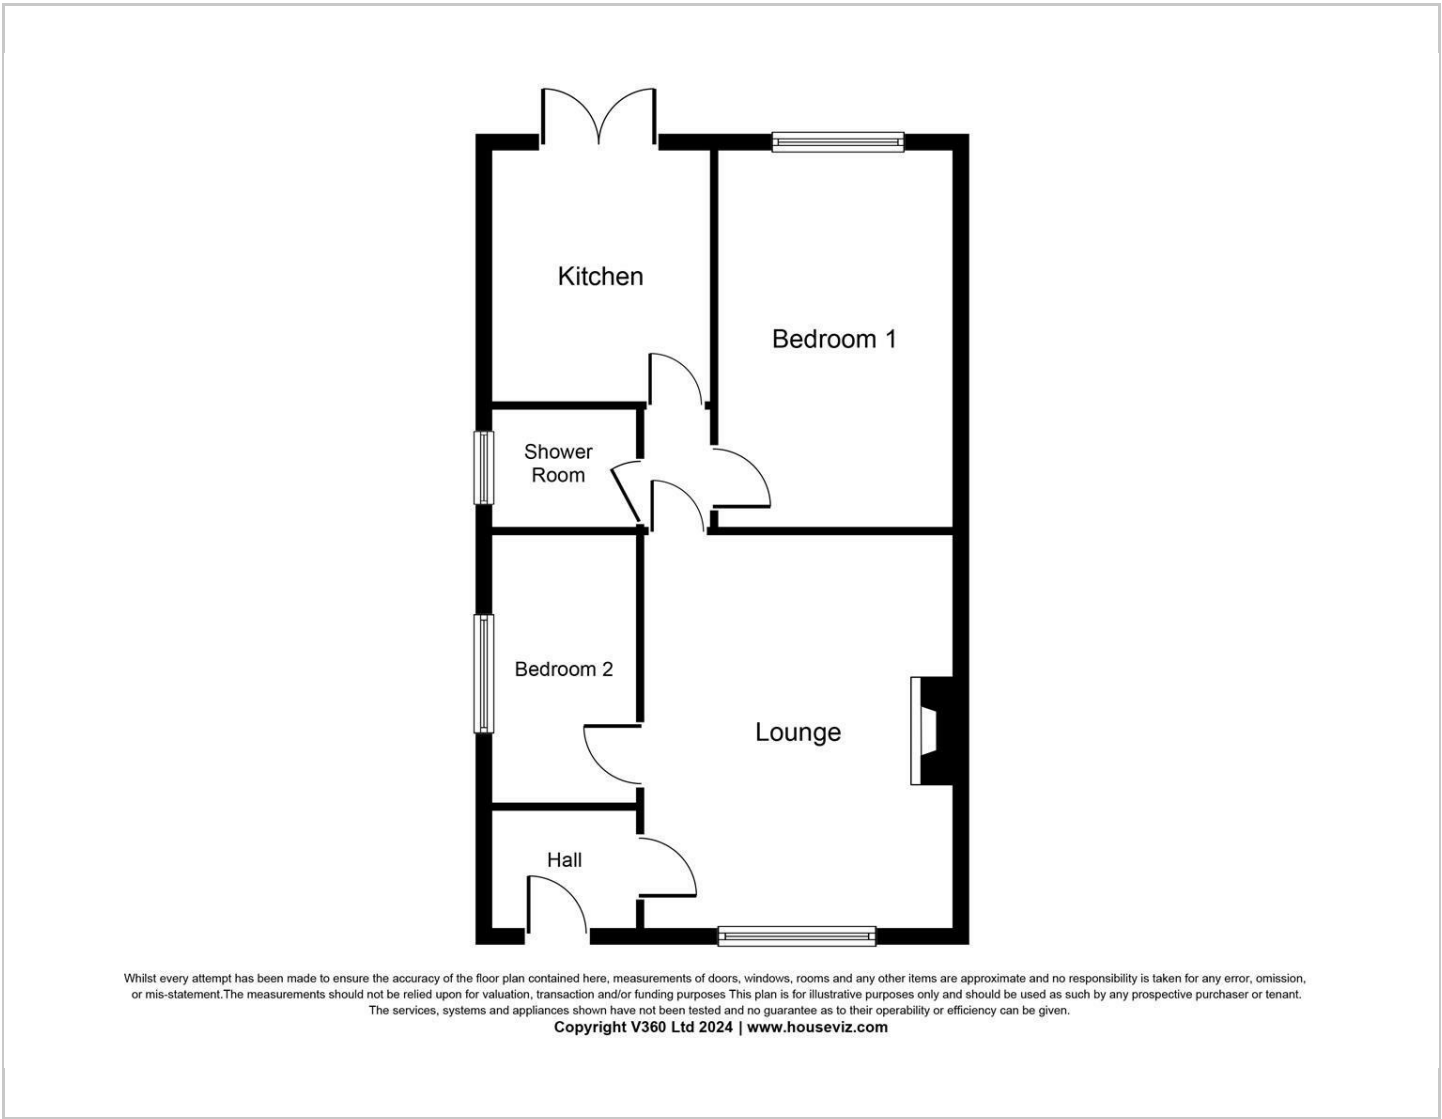 Kitchen
Bedroom 1
Shower
Room
Bedroom 2
Lounge
Hall
Whilst every attempt has been made to ensure the accuracy of the floor plan contained here, measurements of doors, windows, rooms and any other items are approximate and no responsibility is taken for any error, omission,
or mis-statement.The measurements should not be relied upon for valuation, transaction and/or funding purposes This plan is for illustrative purposes only and should be used as such by any prospective purchaser or tenant.
The services, systems and appliances shown have not been tested and no guarantee as to their operability or efficiency can be given.
Copyright V360 Ltd 2024 | www.houseviz.com